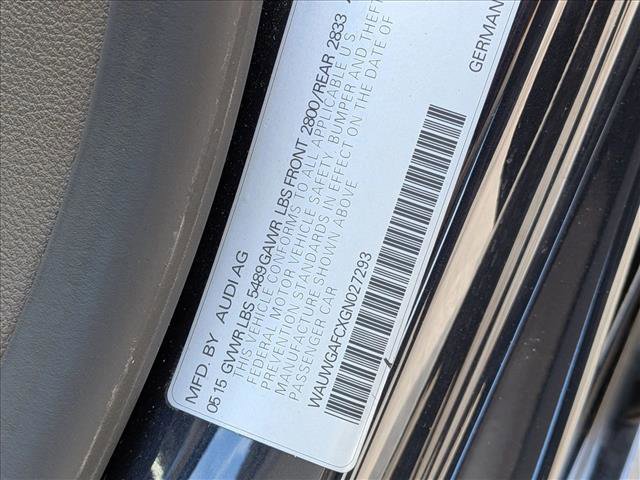 MFD. BY AUDI AG
05 15 GVWR LBS 5489 GAWR LBS FRONT 2800/REAR 2833
THIS VEHICLE CONFORMS TO ALL APPLICABLE U S
FEDERAL MOTOR VEHICLE SAFETY, BUMPER AND THEFT
PREVENTION STANDARDS IN EFFECT ON THE DATE OF
MANUFACTURE SHOWN ABOVE
PASSENGER CAR
WAUWGAFCXGN027293
GERMAN